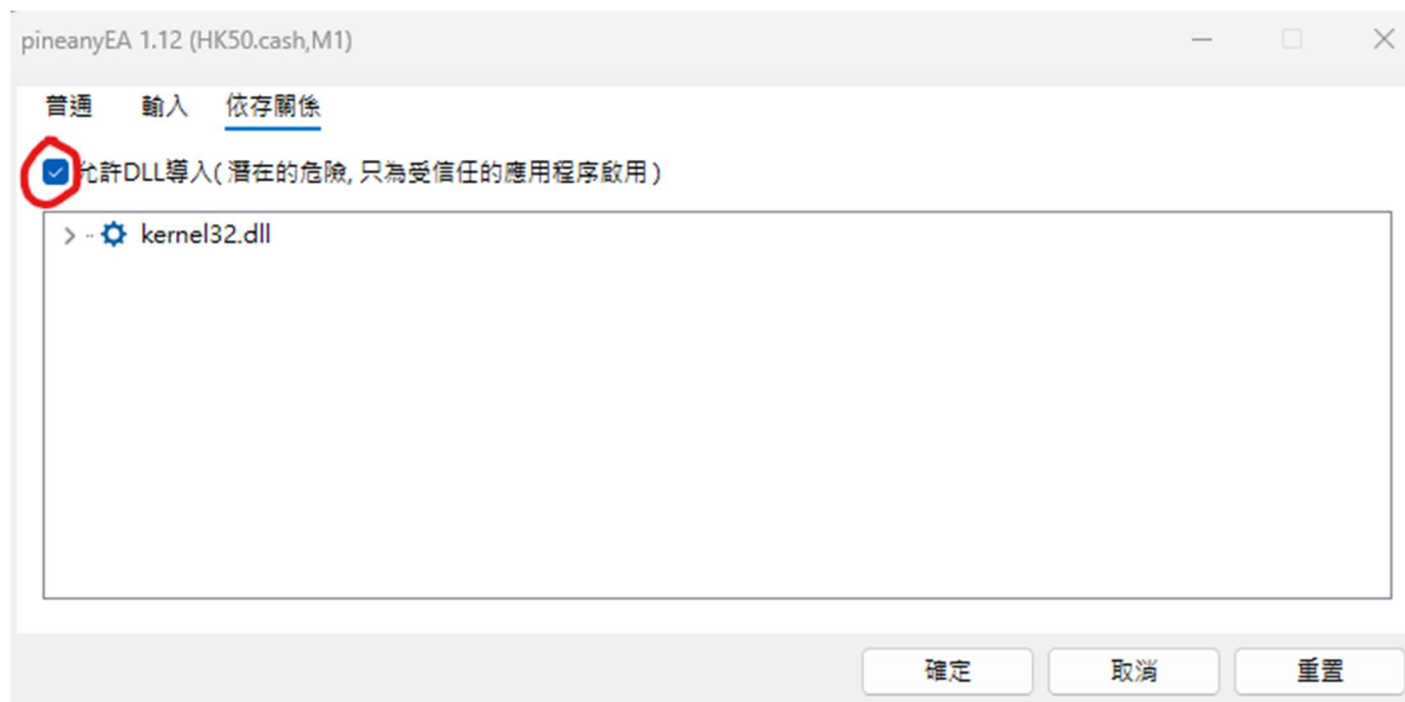 pineanyEA 1.12 (HK50.cash,M1)
普通 輸入 依存關係
允許DLL導入( 潛在的危險, 只為受信任的應用程序啟用 )
kernel32.dll
確定 取消 重置